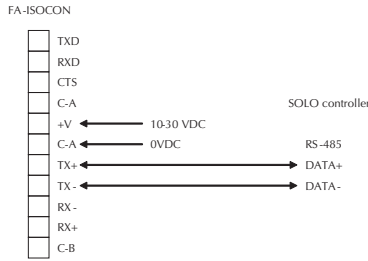 FA-ISOCON
TXD
RXD
CTS
C-A SOLO controller
+V 10-30 VDC
C-A 0VDC RS-485
TX+ DATA+
TX- DATA-
RX-
RX+
C-B